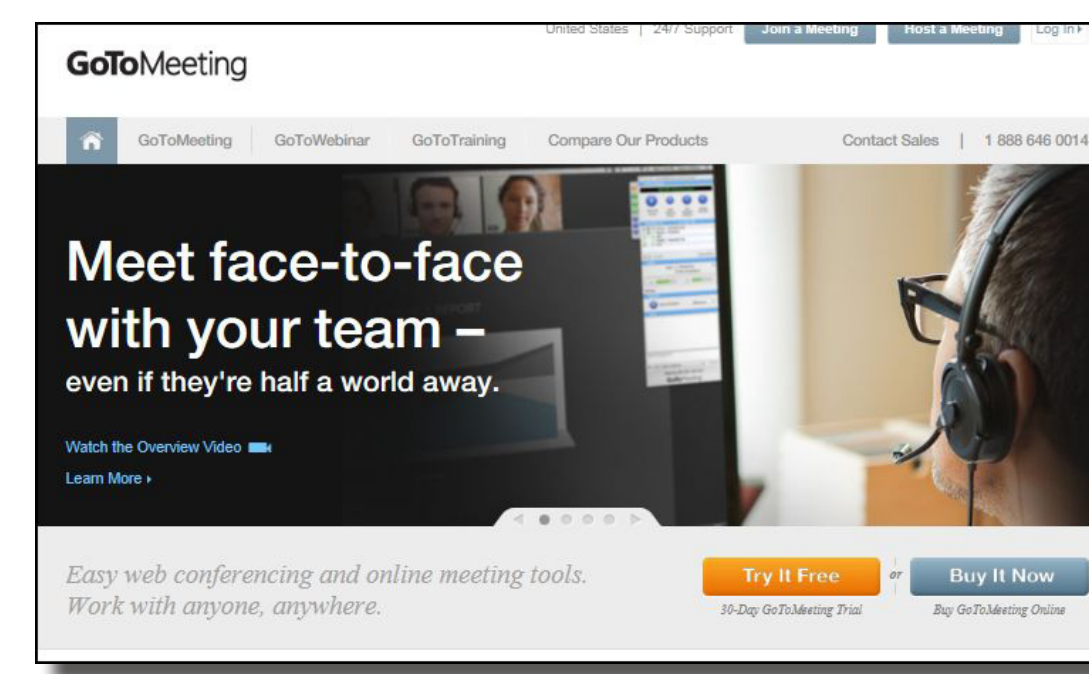 United States | 24/7 Support Join a Meeting Host a Meeting Log In
GoToMeeting
GoToMeeting GoToWebinar GoToTraining Compare Our Products Contact Sales | 1 888 646 0014
Meet face-to-face
with your team –
even if they're half a world away.
Watch the Overview Video
Learn More
Easy web conferencing and online meeting tools.
Work with anyone, anywhere.
Try It Free or Buy It Now
30-Day GoToMeeting Trial Buy GoToMeeting Online